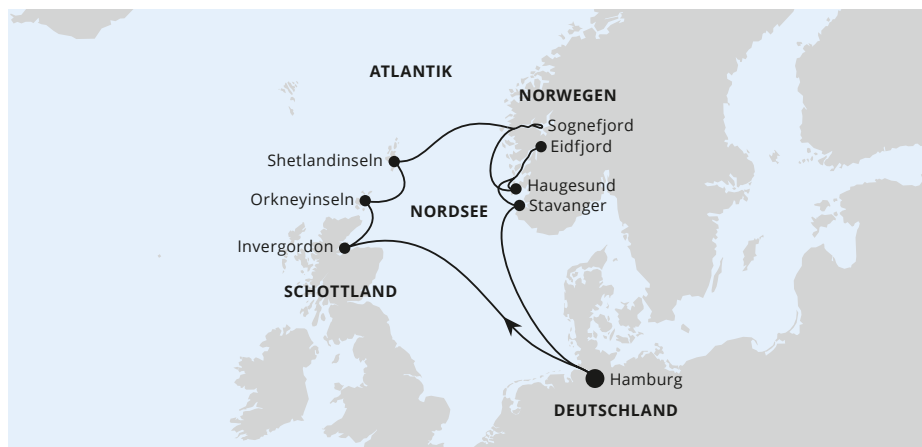 ATLANTIK
NORWEGEN
Sognefjord
Eidfjord
Shetlandinseln
Haugesund
Orkneyinseln
Stavanger
NORDSEE
Invergordon
SCHOTTLAND
Hamburg
DEUTSCHLAND